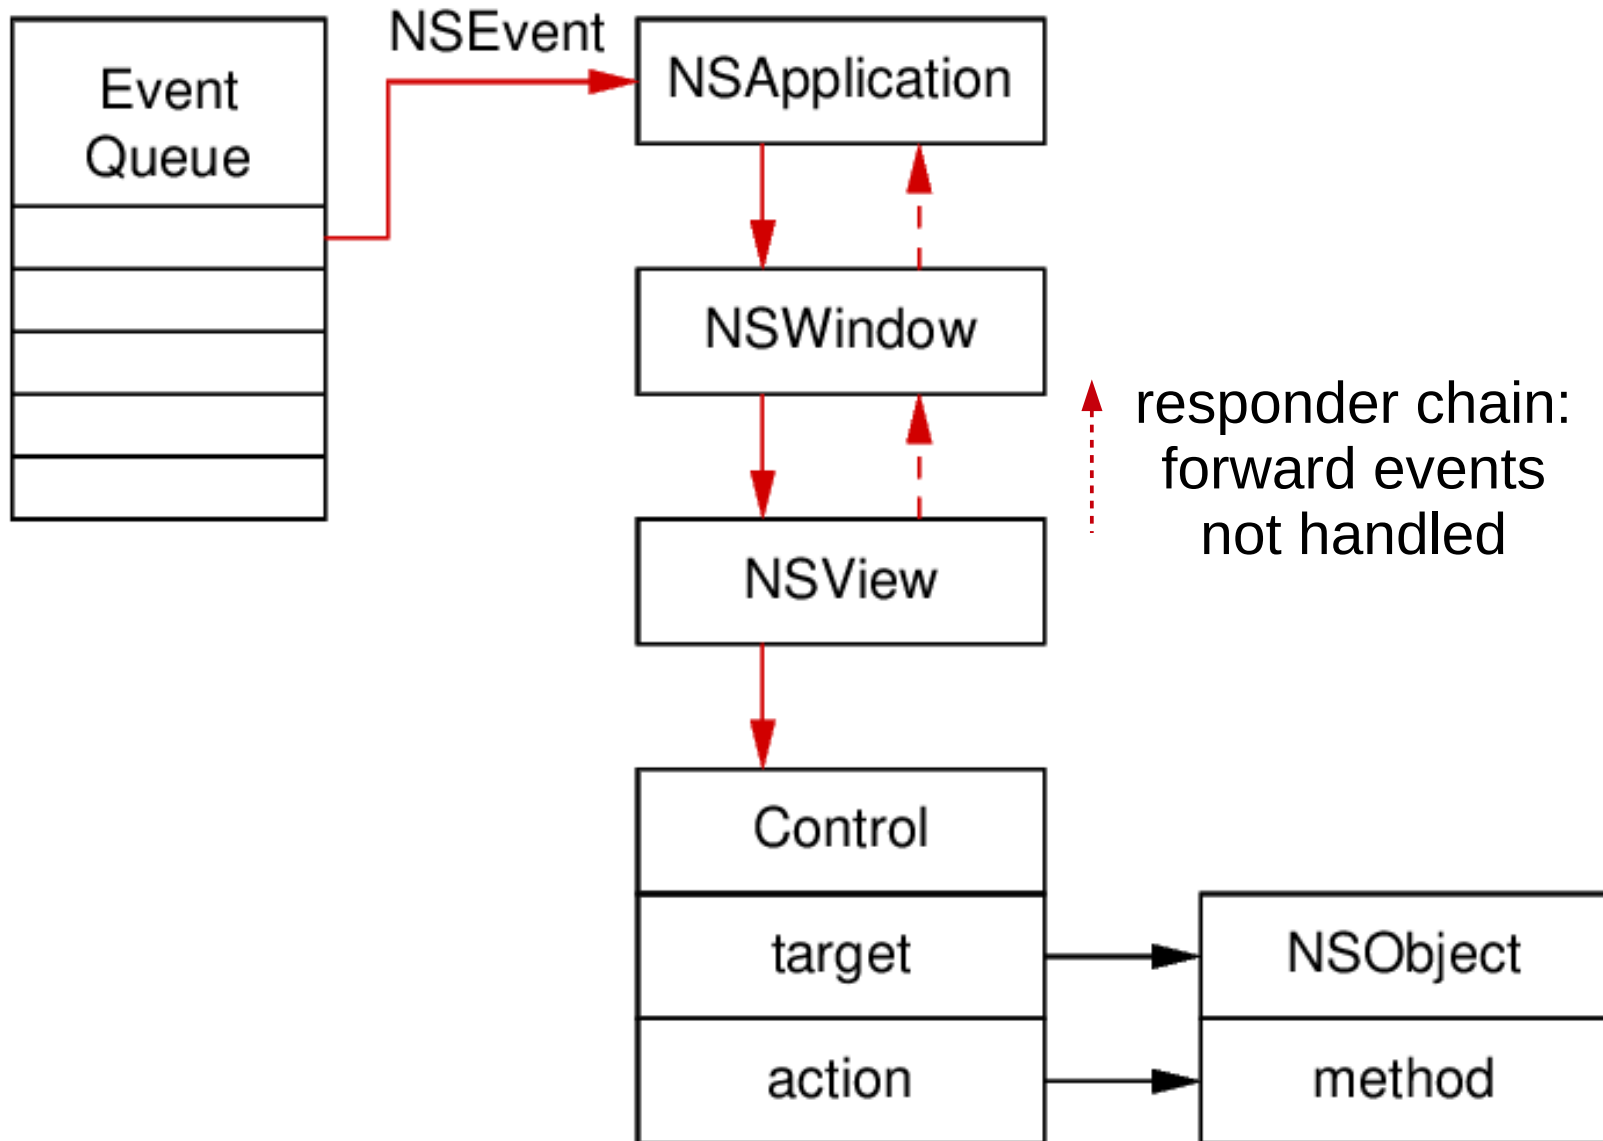 Event
Queue
NSEvent
NSApplication
NSWindow
responder chain:
forward events
not handled
NSView
Control
target
NSObject
action
method